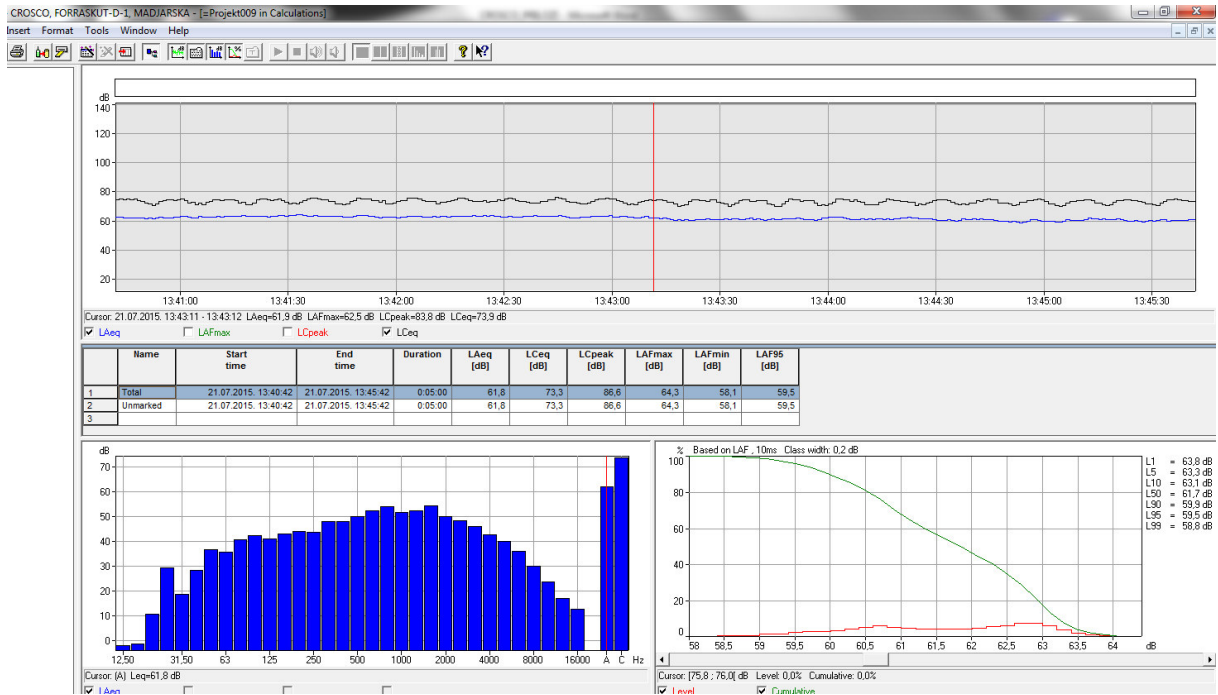 CROSCO, FORRASKUT-D-1, MADJARSKA - [=Projekt009 in Calculations]
Insert Format Tools Window Help
dB
140
120
100
80
60
40
20
13:41:00 13:41:30 13:42:00 13:42:30 13:43:00 13:43:30 13:44:00 13:44:30 13:45:00 13:45:30
Cursor: 21.07.2015. 13:43:11 - 13:43:12 LAeq=61,9 dB LAFmax=62,5 dB LCpeak=83,8 dB LCeq=73,9 dB
LAeq LAFmax LCpeak LCeq
Name Start time End time Duration LAeq [dB] LCeq [dB] LCpeak [dB] LAFmax [dB] LAFmin [dB] LAF95 [dB]
1 Total 21.07.2015. 13:40:42 21.07.2015. 13:45:42 0:05:00 61,8 73,3 86,6 64,3 58,1 59,5
2 Unmarked 21.07.2015. 13:40:42 21.07.2015. 13:45:42 0:05:00 61,8 73,3 86,6 64,3 58,1 59,5
3
dB
70
60
50
40
30
20
10
0
12,50 31,50 63 125 250 500 1000 2000 4000 8000 16000 A C Hz
Cursor: (A) Leq=61,8 dB
LAeq
% Based on LAF , 10ms Class width: 0,2 dB
100
80
60
40
20
0
58 58,5 59 59,5 60 60,5 61 61,5 62 62,5 63 63,5 64 dB
L1 = 63,8 dB
L5 = 63,3 dB
L10 = 63,1 dB
L50 = 61,7 dB
L90 = 59,9 dB
L95 = 59,5 dB
L99 = 58,8 dB
Cursor: [75,8 ; 76,0[ dB Level: 0,0% Cumulative: 0,0%
Level Cumulative